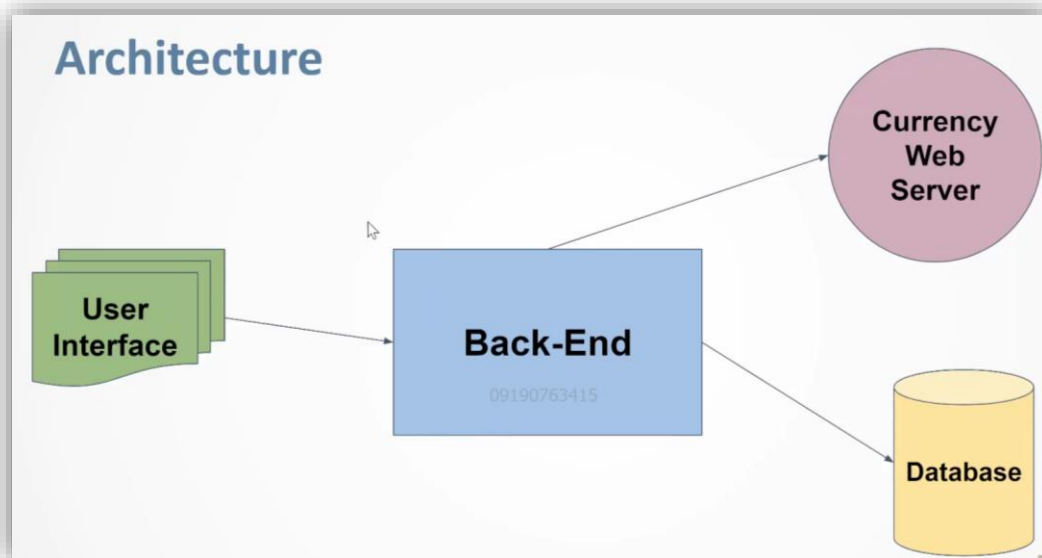 Architecture
Currency
Web
Server
User
Interface
Back-End
09190763415
Database